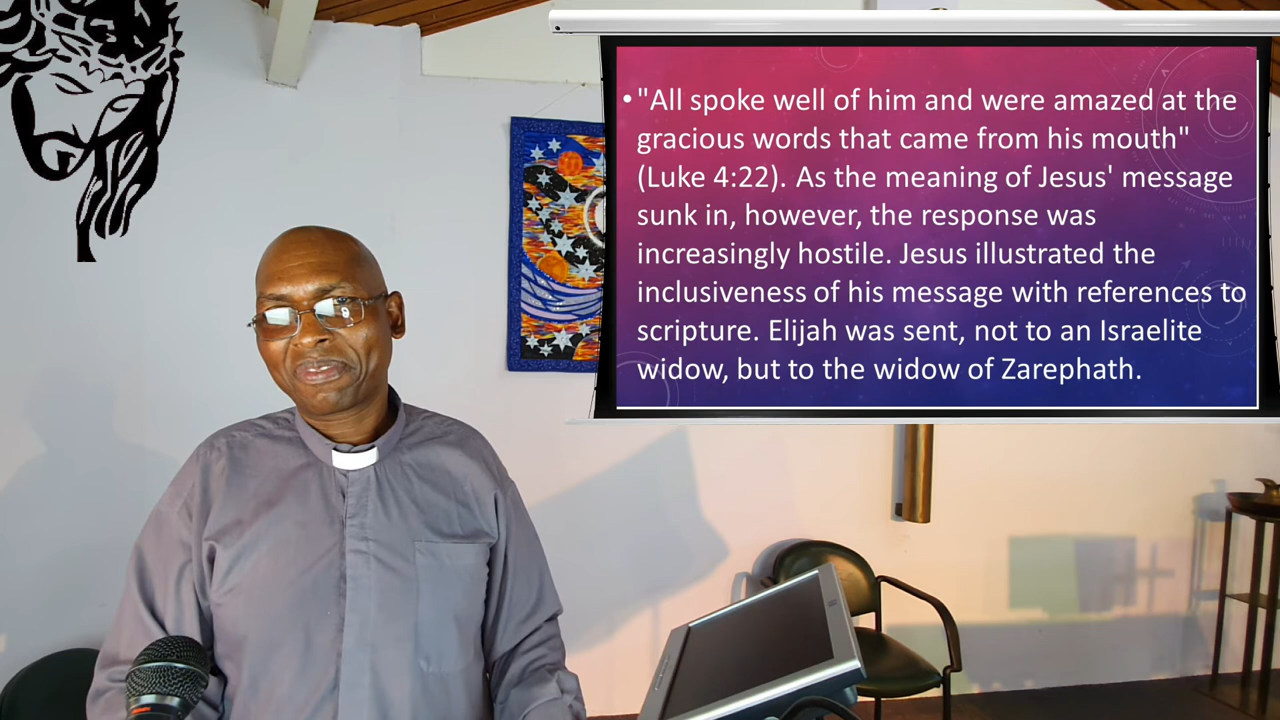 • "All spoke well of him and were amazed at the
gracious words that came from his mouth"
(Luke 4:22). As the meaning of Jesus' message
sunk in, however, the response was
increasingly hostile. Jesus illustrated the
inclusiveness of his message with references to
scripture. Elijah was sent, not to an Israelite
widow, but to the widow of Zarephath.